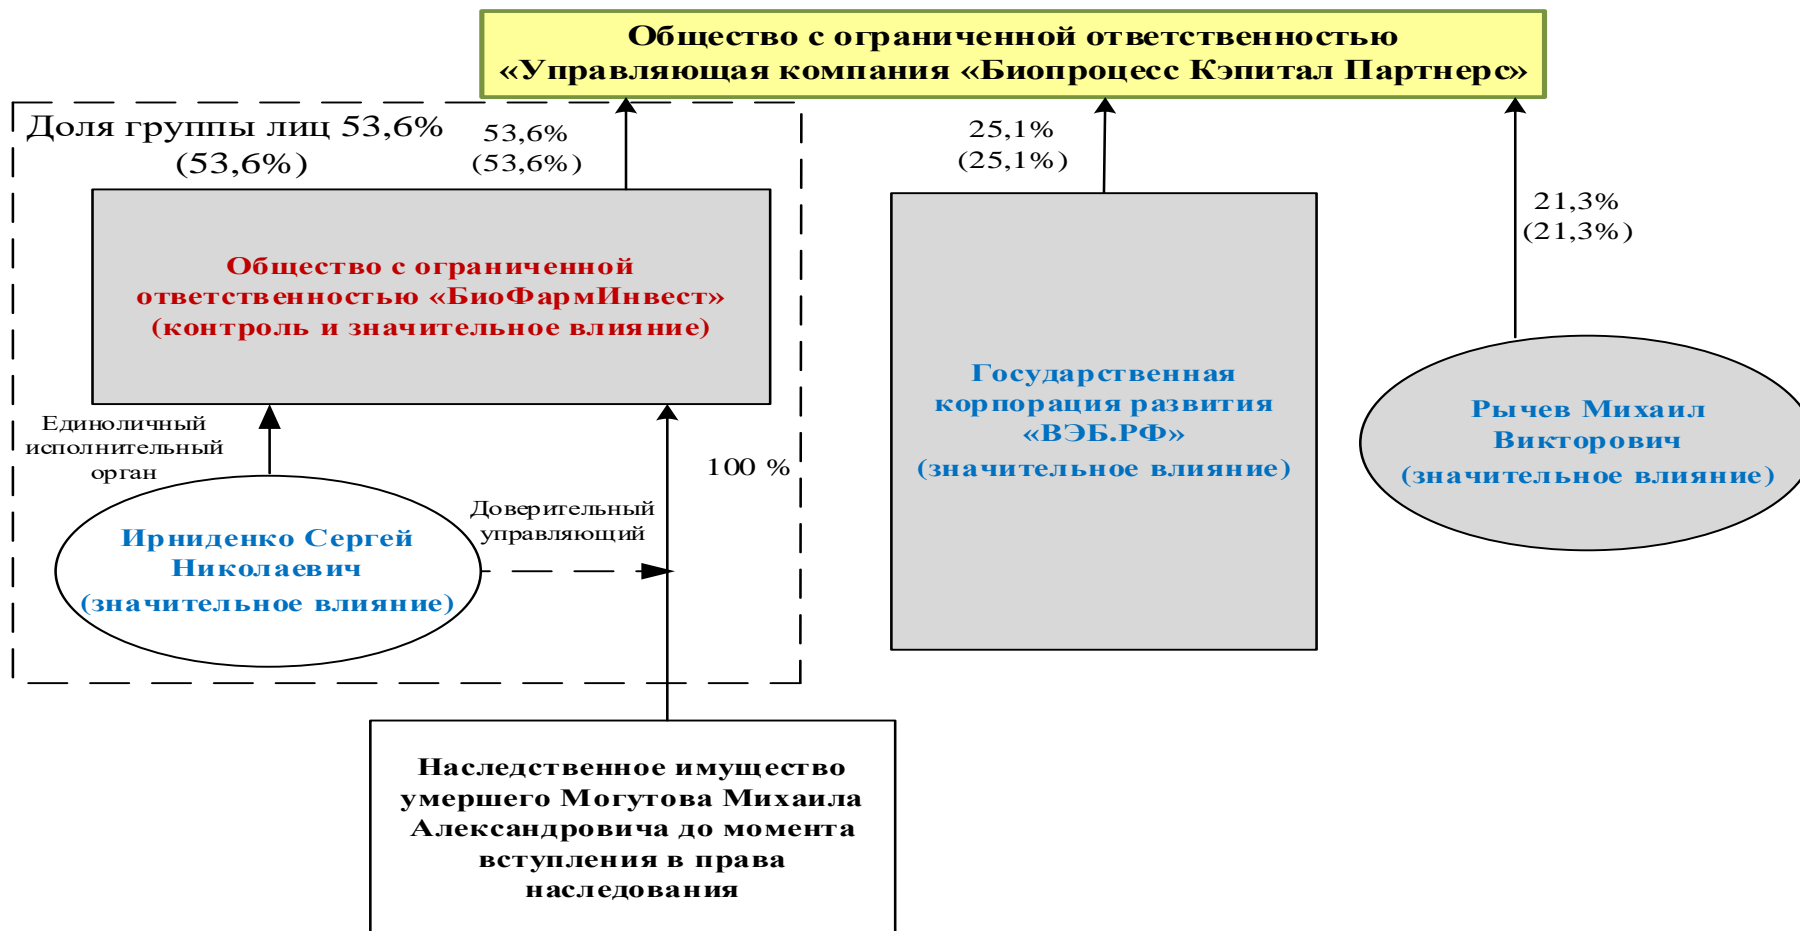 Общество с ограниченной ответственностью
«Управляющая компания «Биопроцесс Кэпитал Партнерс»
Доля группы лиц 53,6%
(53,6%)
53,6%
(53,6%)
25,1%
(25,1%)
21,3%
(21,3%)
Общество с ограниченной
ответственностью «БиоФармИнвест»
(контроль и значительное влияние)
Государственная
корпорация развития
«ВЭБ.РФ»
(значительное влияние)
Рычев Михаил
Викторович
(значительное влияние)
Единоличный
исполнительный
орган
100 %
Доверительный
управляющий
Ирниденко Сергей
Николаевич
(значительное влияние)
Наследственное имущество
умершего Могутова Михаила
Александровича до момента
вступления в права
наследования